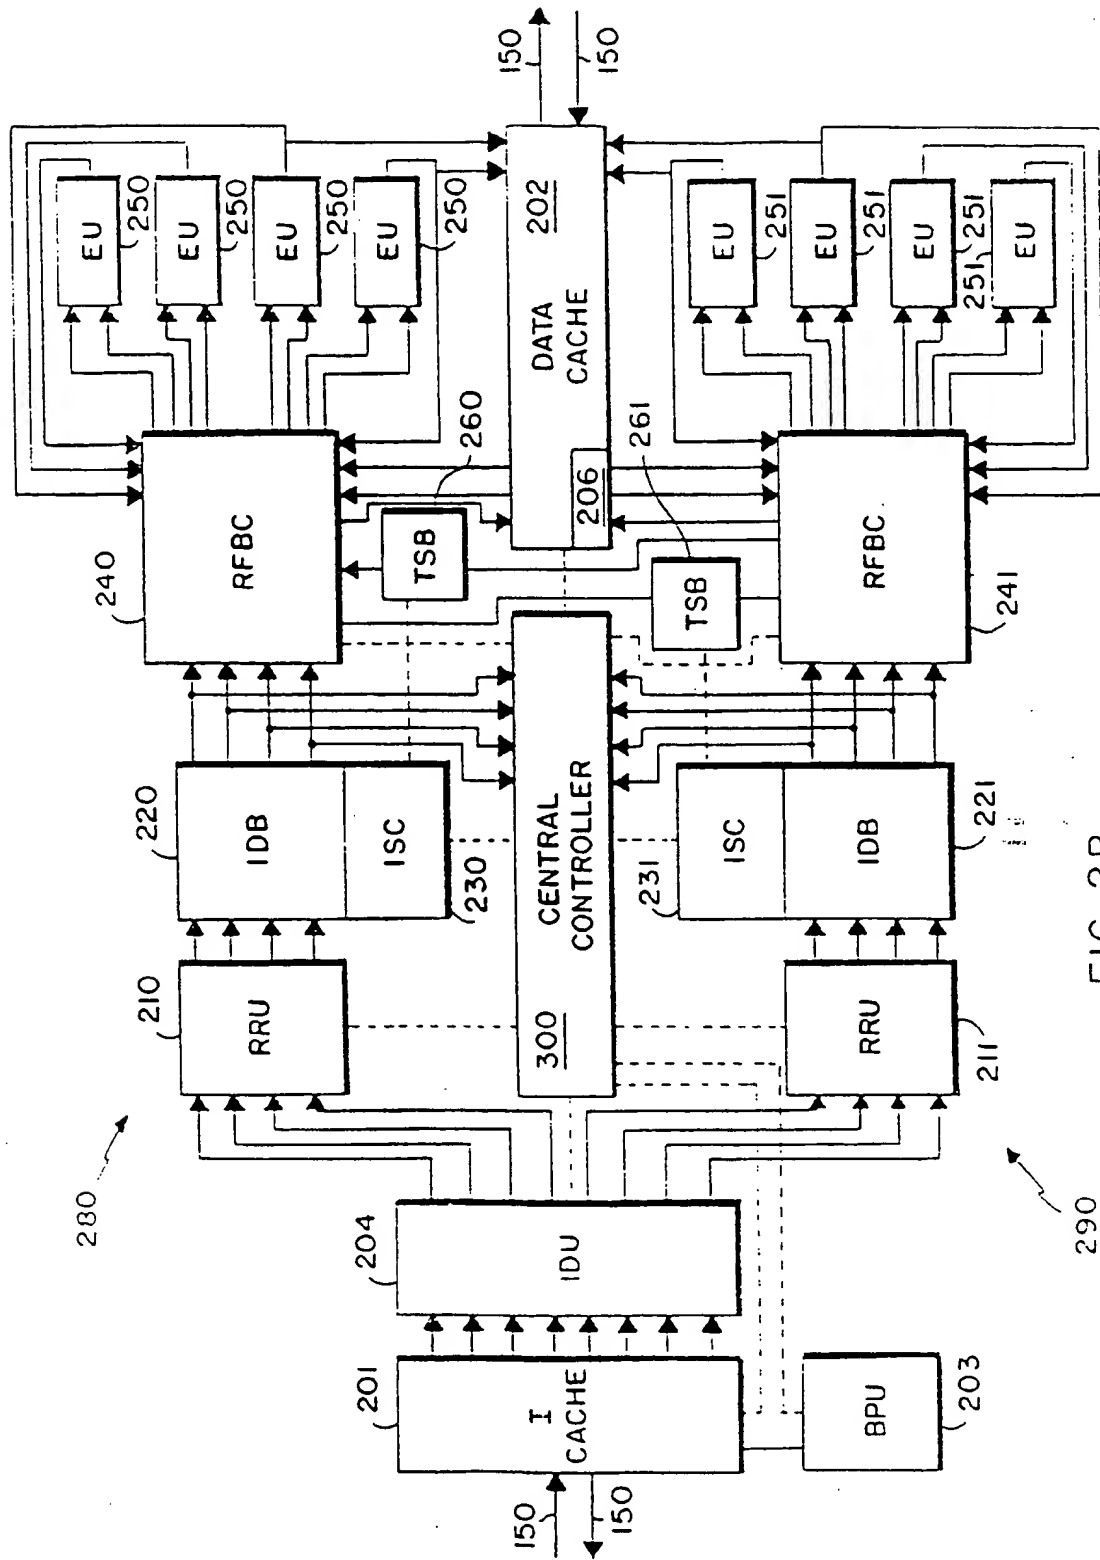 280
210
RRU
220
IDB
ISC
230
240
RFBC
TSB
260
EU
250
EU
250
EU
250
EU
250
150
150
201
I
CACHE
204
IDU
300
CENTRAL
CONTROLLER
206
DATA
CACHE
202
150
150
BPU
203
290
RRU
211
231
ISC
IDB
221
261
TSB
RFBC
241
EU
251
EU
251
EU
251
EU
251
FIG